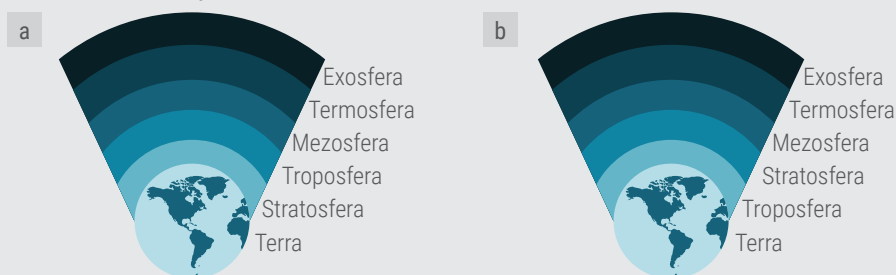 a
Exosfera
Termosfera
Mezosfera
Troposfera
Stratosfera
Terra
b
Exosfera
Termosfera
Mezosfera
Stratosfera
Troposfera
Terra